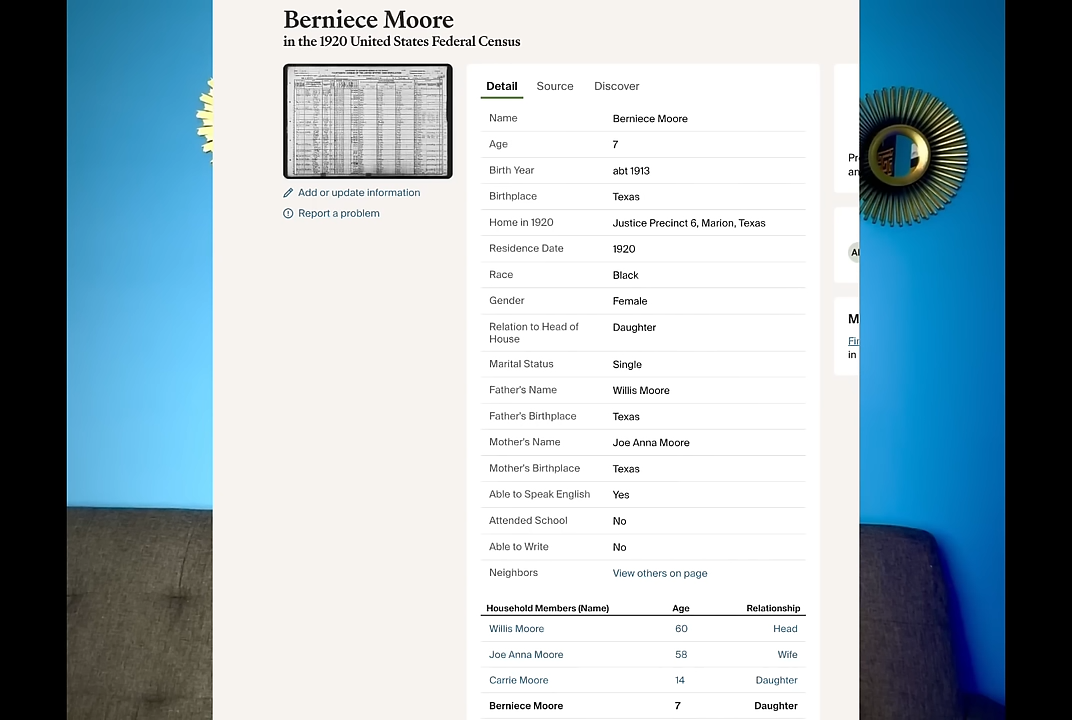 Berniece Moore
in the 1920 United States Federal Census
Add or update information
Report a problem
Detail Source Discover
Name Berniece Moore
Age 7
Birth Year abt 1913
Birthplace Texas
Home in 1920 Justice Precinct 6, Marion, Texas
Residence Date 1920
Race Black
Gender Female
Relation to Head of House Daughter
Marital Status Single
Father's Name Willis Moore
Father's Birthplace Texas
Mother's Name Joe Anna Moore
Mother's Birthplace Texas
Able to Speak English Yes
Attended School No
Able to Write No
Neighbors View others on page
Household Members (Name) Age Relationship
Willis Moore 60 Head
Joe Anna Moore 58 Wife
Carrie Moore 14 Daughter
Berniece Moore 7 Daughter
in